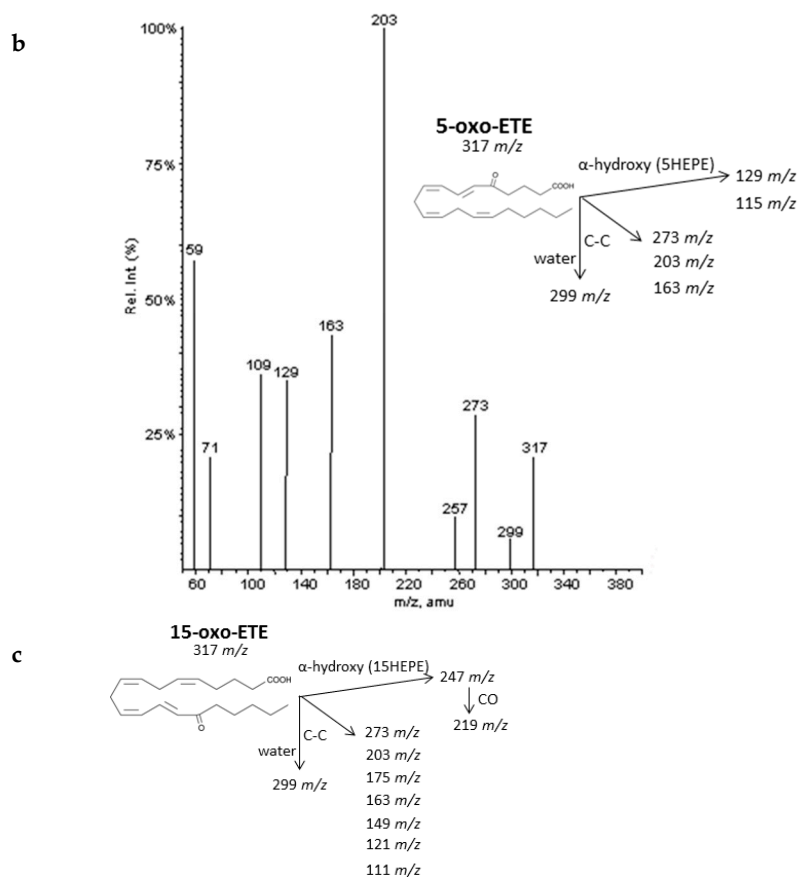 b
100%
75%
50%
25%
Rel. Int (%)
59
71
109
129
163
203
257
273
299
317
60
100
140
180
220
260
300
340
380
m/z, amu
5-oxo-ETE
317 m/z
O
COOH
α-hydroxy (5HEPE)
129 m/z
115 m/z
C-C
water
273 m/z
203 m/z
163 m/z
299 m/z
c
15-oxo-ETE
317 m/z
COOH
O
α-hydroxy (15HEPE)
247 m/z
CO
219 m/z
C-C
water
299 m/z
273 m/z
203 m/z
175 m/z
163 m/z
149 m/z
121 m/z
111 m/z